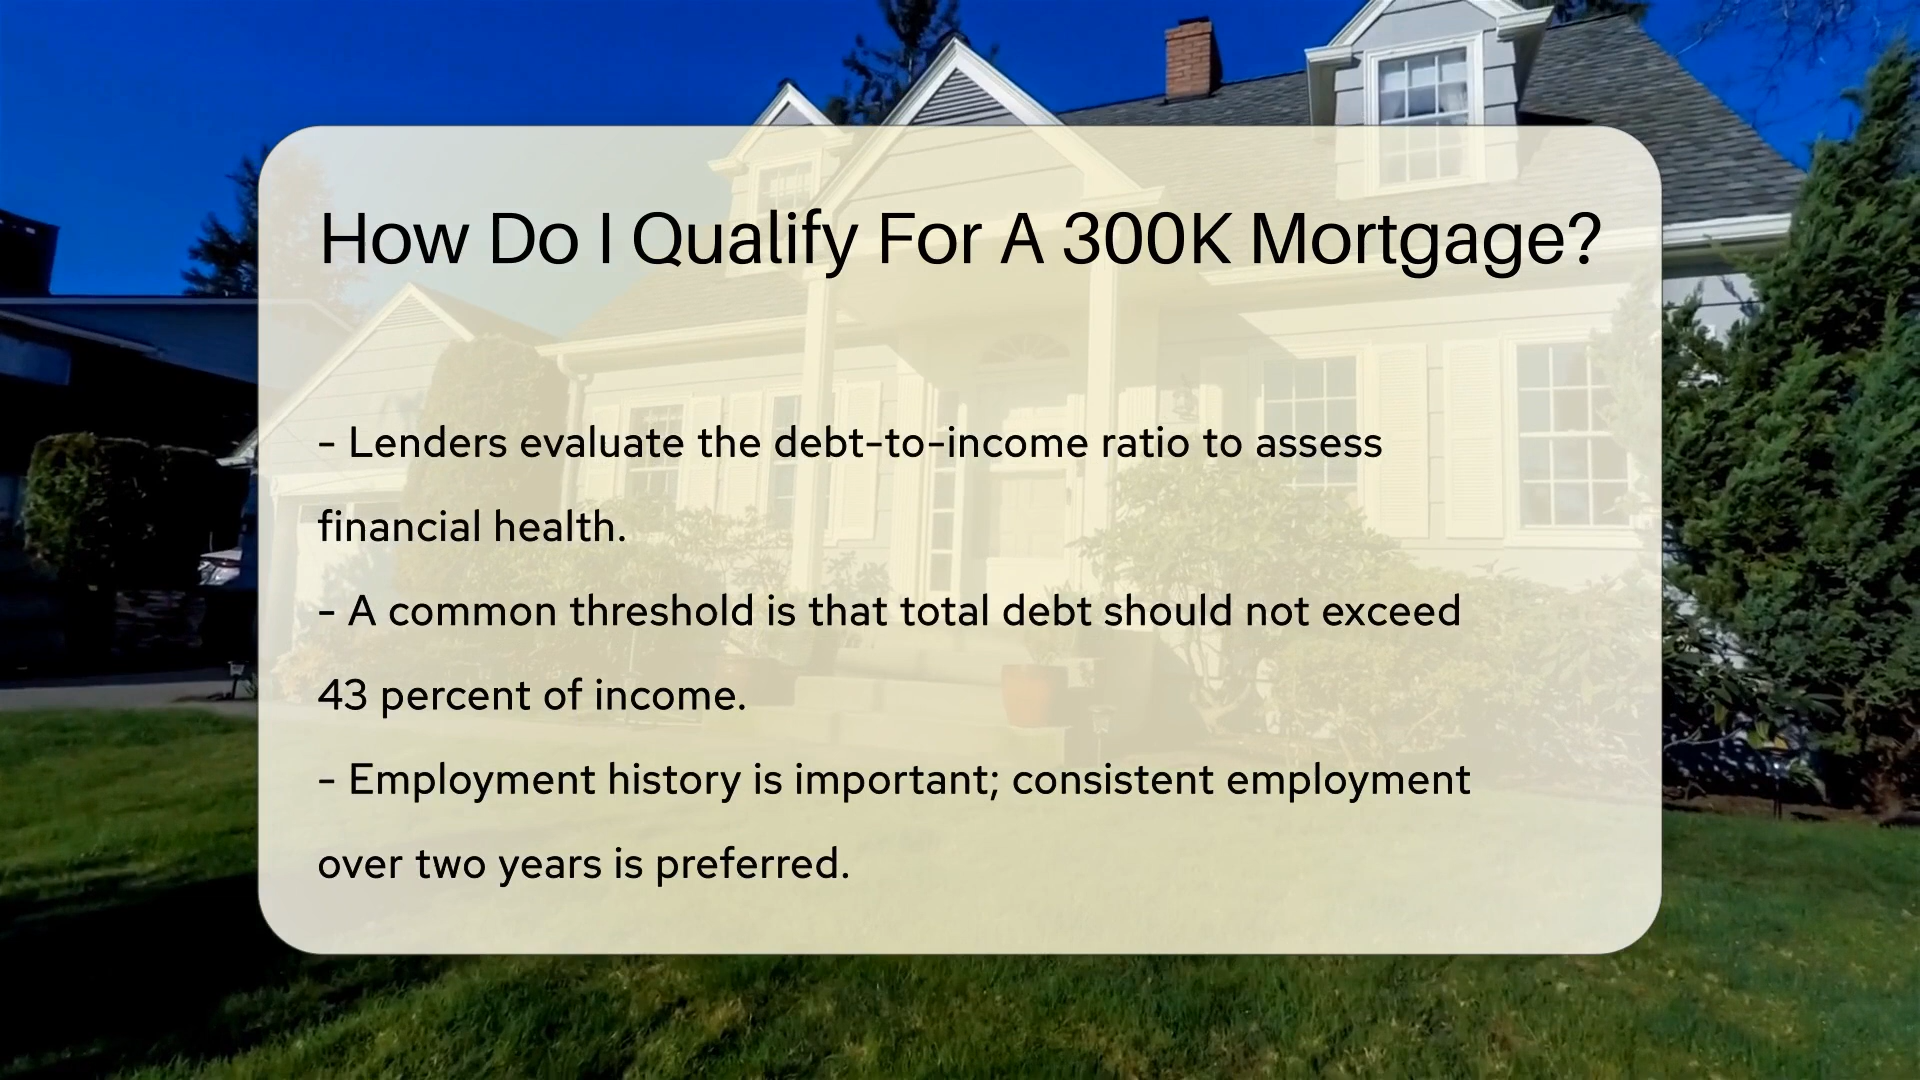 How Do I Qualify For A 300K Mortgage?
- Lenders evaluate the debt-to-income ratio to assess
financial health.
- A common threshold is that total debt should not exceed
43 percent of income.
- Employment history is important; consistent employment
over two years is preferred.